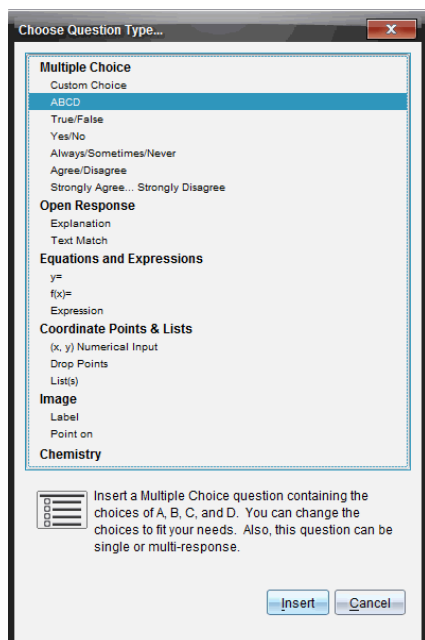 Choose Question Type...
X
Multiple Choice
Custom Choice
ABCD
True/False
Yes/No
Always/Sometimes/Never
Agree/Disagree
Strongly Agree... Strongly Disagree
Open Response
Explanation
Text Match
Equations and Expressions
y=
f(x)=
Expression
Coordinate Points & Lists
(x, y) Numerical Input
Drop Points
List(s)
Image
Label
Point on
Chemistry
Insert a Multiple Choice question containing the
choices of A, B, C, and D.  You can change the
choices to fit your needs.  Also, this question can be
single or multi-response.
Insert
Cancel